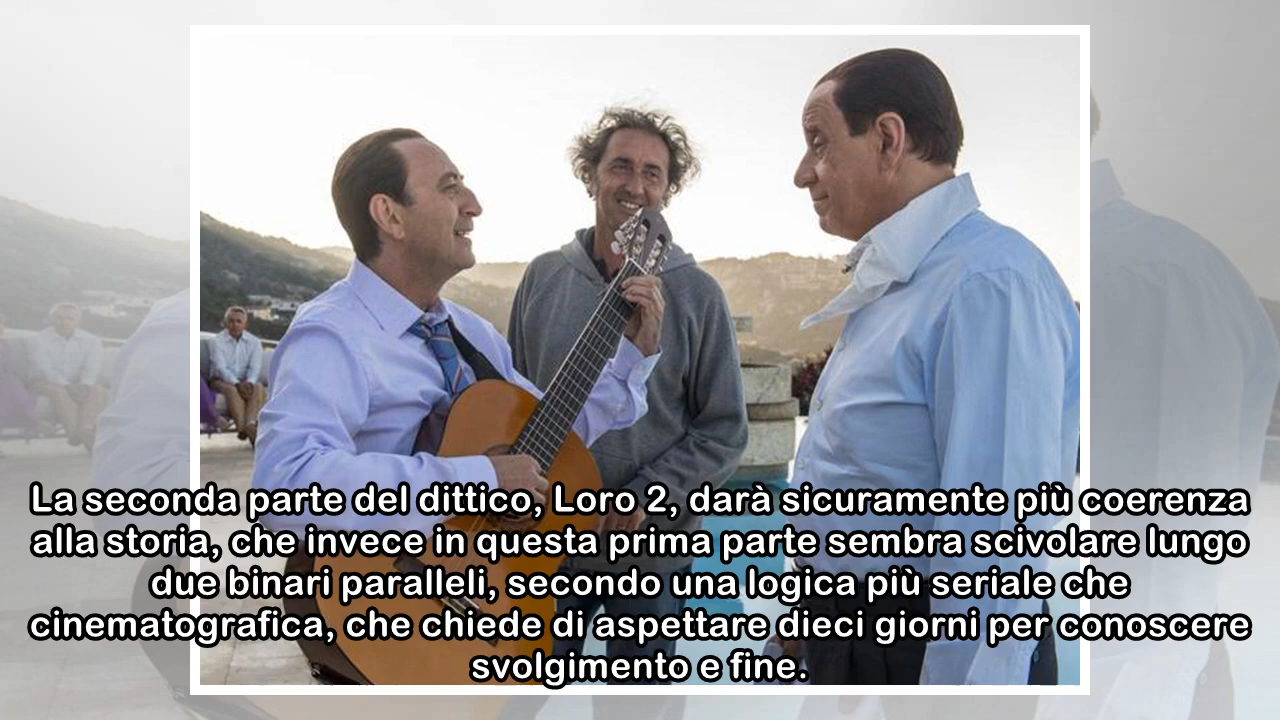 La seconda parte del dittico, Loro 2, darà sicuramente più coerenza
alla storia, che invece in questa prima parte sembra scivolare lungo
due binari paralleli, secondo una logica più seriale che
cinematografica, che chiede di aspettare dieci giorni per conoscere
svolgimento e fine.